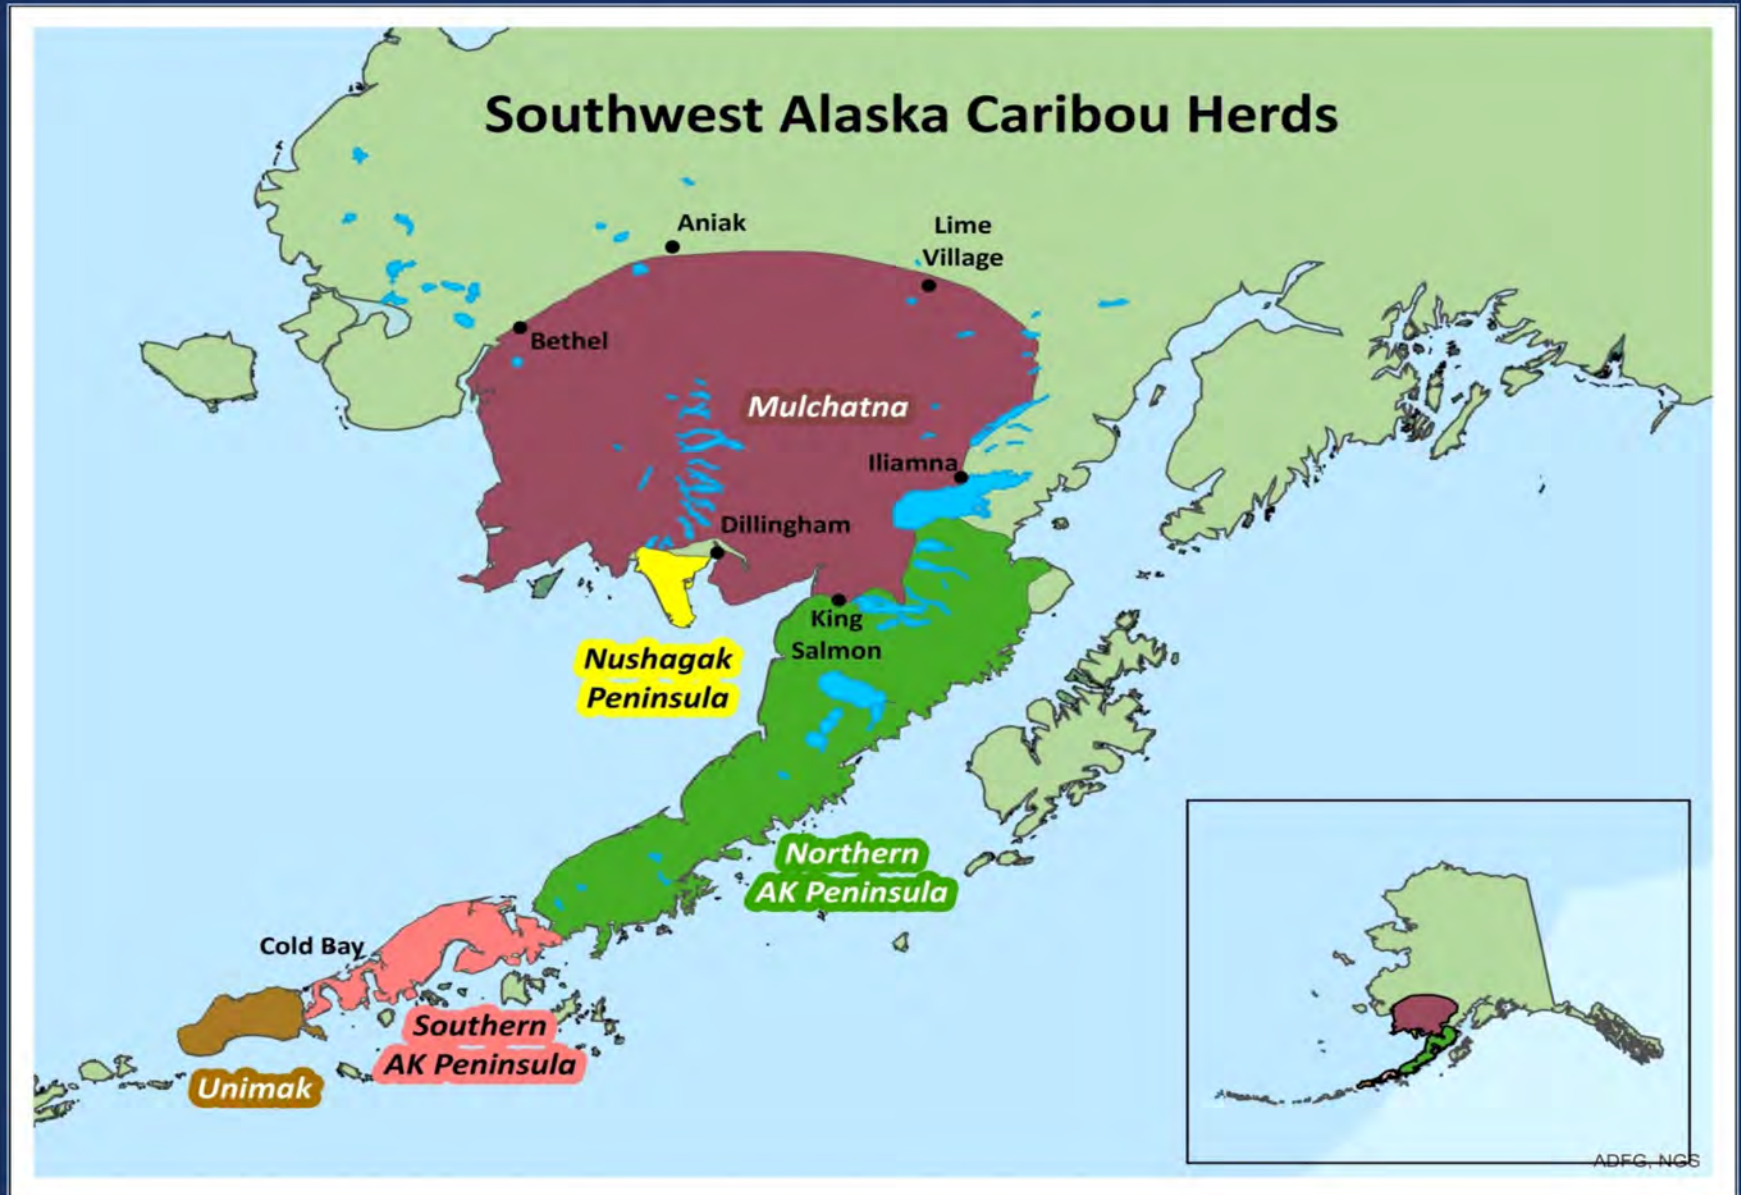 Southwest Alaska Caribou Herds
Aniak
Lime
Village
Bethel
Mulchatna
Iliamna
Dillingham
King
Salmon
Nushagak
Peninsula
Northern
AK Peninsula
Cold Bay
Southern
AK Peninsula
Unimak
ADFG, NGS